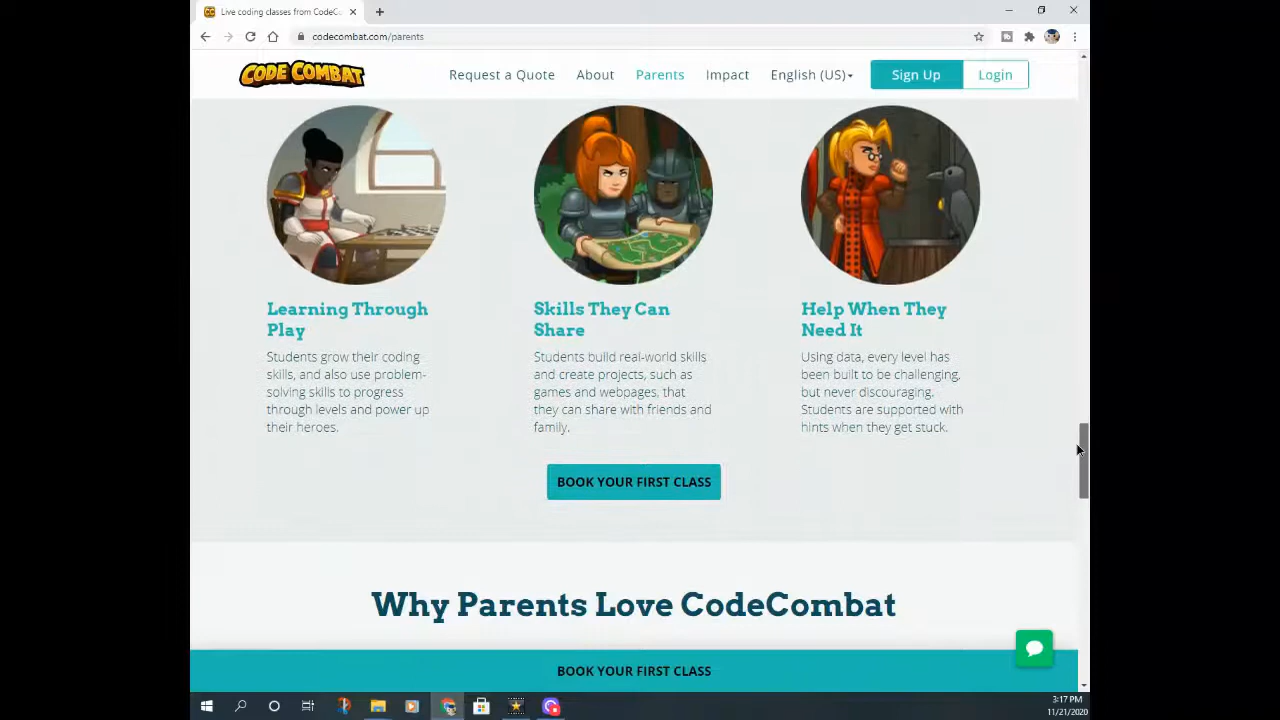 Live coding classes from CodeC
codecombat.com/parents
CODE COMBAT
Request a Quote
About
Parents
Impact
English (US)
Sign Up
Login
Learning Through
Play
Students grow their coding
skills, and also use problem-
solving skills to progress
through levels and power up
their heroes.
Skills They Can
Share
Students build real-world skills
and create projects, such as
games and webpages, that
they can share with friends and
family.
Help When They
Need It
Using data, every level has
been built to be challenging,
but never discouraging.
Students are supported with
hints when they get stuck.
BOOK YOUR FIRST CLASS
Why Parents Love CodeCombat
BOOK YOUR FIRST CLASS
3:17 PM
11/21/2020